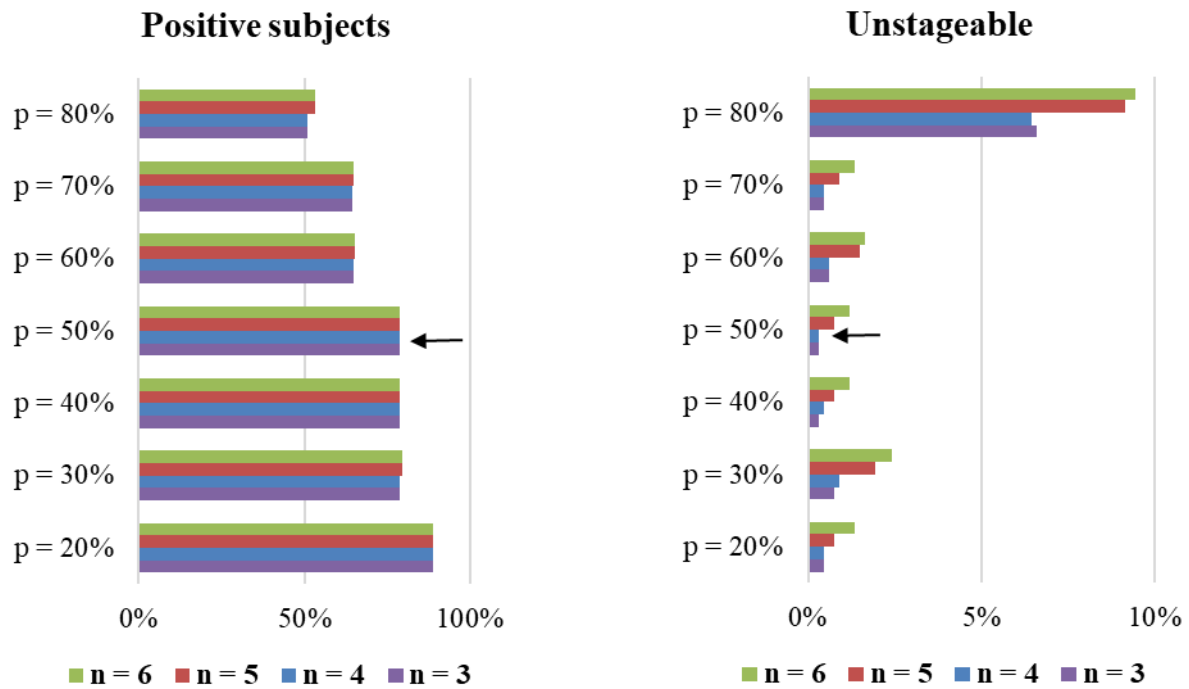 Positive subjects
p = 80%
p = 70%
p = 60%
p = 50%
p = 40%
p = 30%
p = 20%
0% 50% 100%
n = 6 n = 5 n = 4 n = 3
Unstageable
p = 80%
p = 70%
p = 60%
p = 50%
p = 40%
p = 30%
p = 20%
0% 5% 10%
n = 6 n = 5 n = 4 n = 3